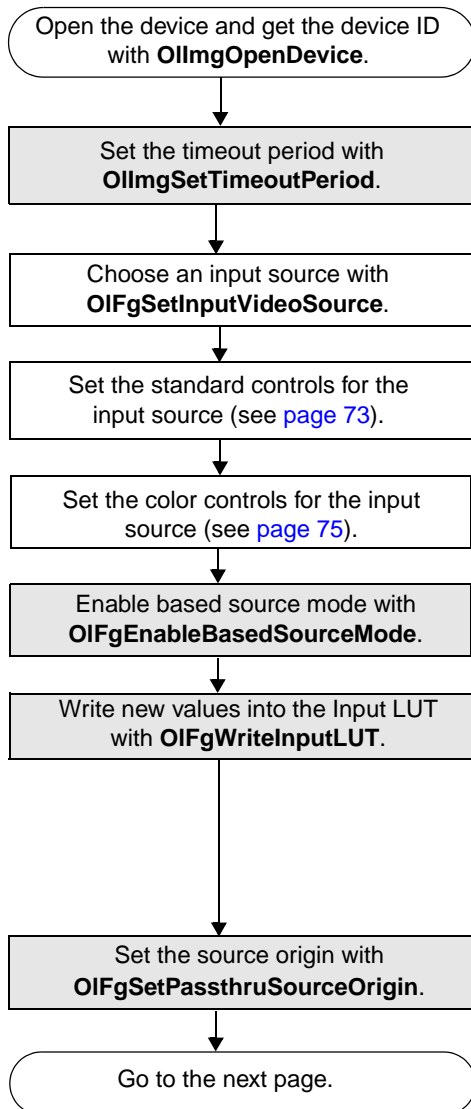 Open the device and get the device ID
with OlImgOpenDevice.
Set the timeout period with
OlImgSetTimeoutPeriod.
Choose an input source with
OlFgSetInputVideoSource.
Set the standard controls for the
input source (see page 73).
Set the color controls for the input
source (see page 75).
Enable based source mode with
OlFgEnableBasedSourceMode.
Write new values into the Input LUT
with OlFgWriteInputLUT.
Set the source origin with
OlFgSetPassthruSourceOrigin.
Go to the next page.